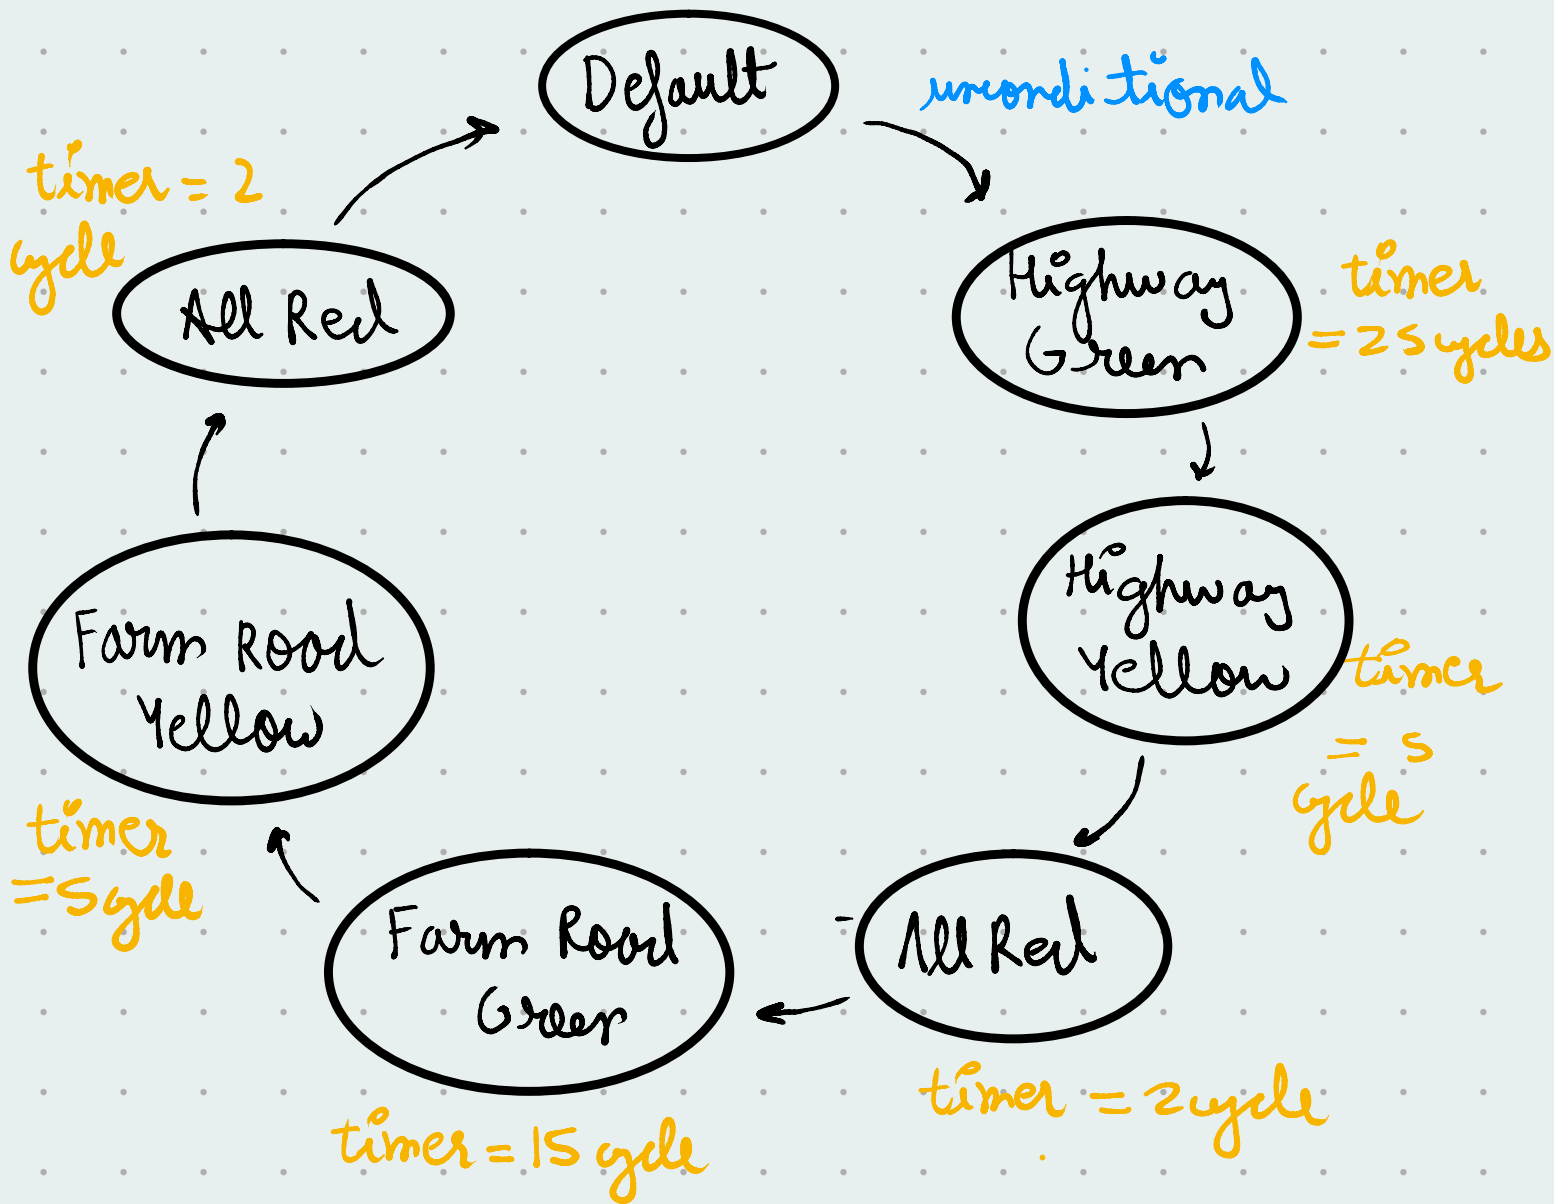 Default
unconditional
timer = 2
cycle
All Red
Highway
Green
timer
= 25 cycles
Highway
Yellow
timer
= 5
cycle
Farm Road
Yellow
timer
= 5 cycle
Farm Road
Green
timer = 15 cycle
All Red
timer = 2 cycle